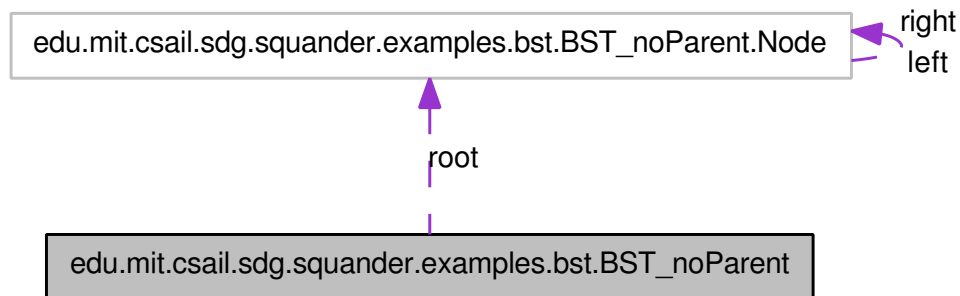 edu.mit.csail.sdg.squander.examples.bst.BST_noParent.Node
right
left
root
edu.mit.csail.sdg.squander.examples.bst.BST_noParent